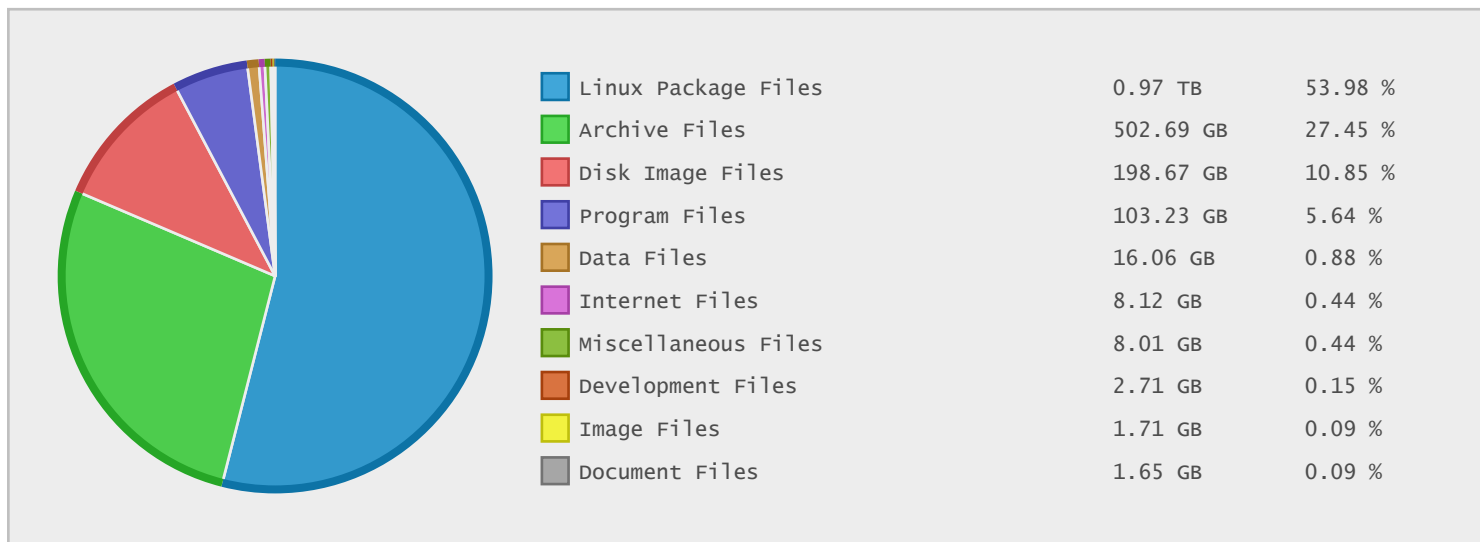 Linux Package Files 0.97 TB 53.98 %
Archive Files 502.69 GB 27.45 %
Disk Image Files 198.67 GB 10.85 %
Program Files 103.23 GB 5.64 %
Data Files 16.06 GB 0.88 %
Internet Files 8.12 GB 0.44 %
Miscellaneous Files 8.01 GB 0.44 %
Development Files 2.71 GB 0.15 %
Image Files 1.71 GB 0.09 %
Document Files 1.65 GB 0.09 %